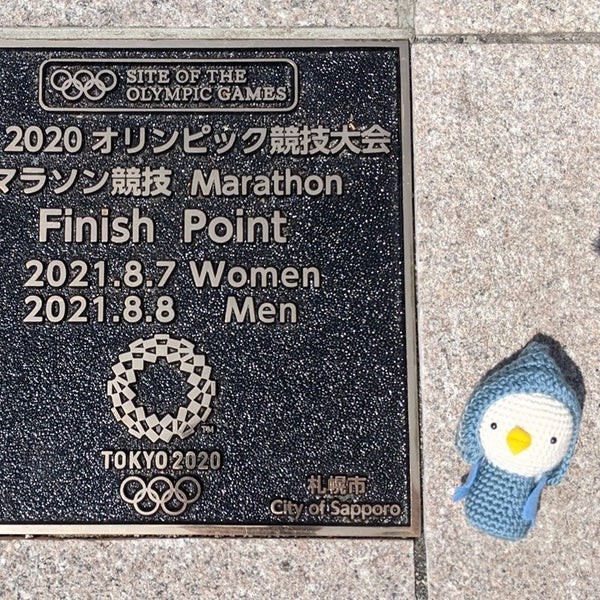 SITE OF THE
OLYMPIC GAMES
2020 オリンピック競技大会
マラソン競技 Marathon
Finish Point
2021.8.7 Women
2021.8.8 Men
TOKYO 2020
札幌市
City of Sapporo